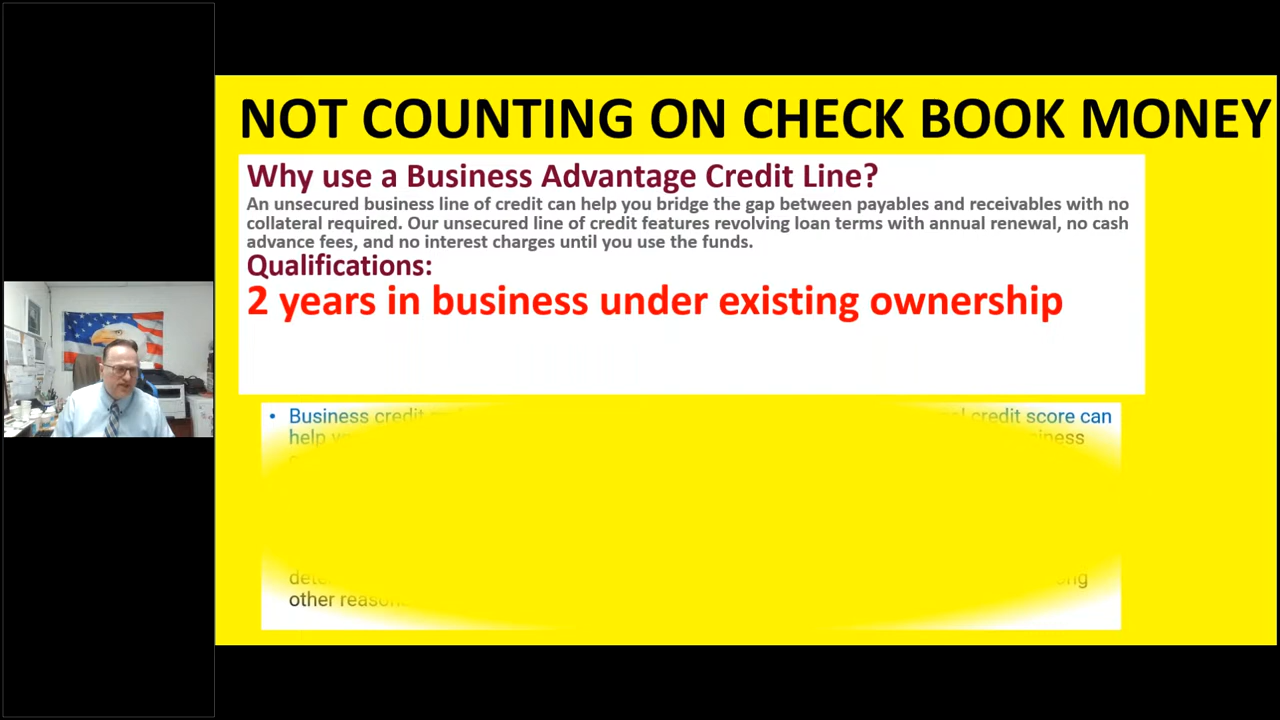 NOT COUNTING ON CHECK BOOK MONEY
Why use a Business Advantage Credit Line?
An unsecured business line of credit can help you bridge the gap between payables and receivables with no
collateral required. Our unsecured line of credit features revolving loan terms with annual renewal, no cash
advance fees, and no interest charges until you use the funds.
Qualifications:
2 years in business under existing ownership
• Business credit credit score can
help
other